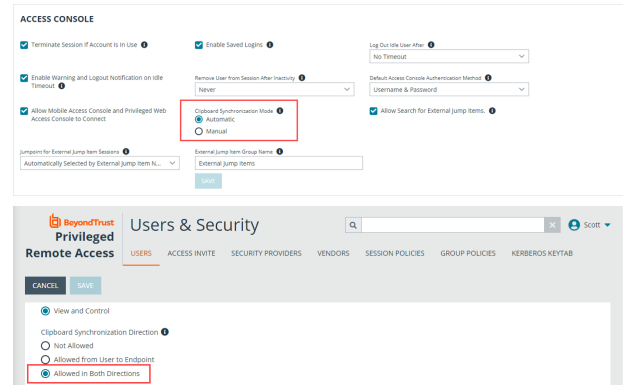 ACCESS CONSOLE
Terminate Session If Account Is In Use
Enable Saved Logins
Log Out Idle User After
No Timeout
Enable Warning and Logout Notification on Idle
Timeout
Remove User from Session After Inactivity
Never
Default Access Console Authentication Method
Username & Password
Allow Mobile Access Console and Privileged Web
Access Console to Connect
Clipboard Synchronization Mode
Automatic
Manual
Allow Search for External Jump Items.
Jumpoint for External Jump Item Sessions
Automatically Selected by External Jump Item N...
External Jump Item Group Name
External Jump Items
SAVE
BeyondTrust
Privileged
Remote Access
Users & Security
Scott
USERS
ACCESS INVITE
SECURITY PROVIDERS
VENDORS
SESSION POLICIES
GROUP POLICIES
KERBEROS KEYTAB
CANCEL
SAVE
View and Control
Clipboard Synchronization Direction
Not Allowed
Allowed from User to Endpoint
Allowed in Both Directions